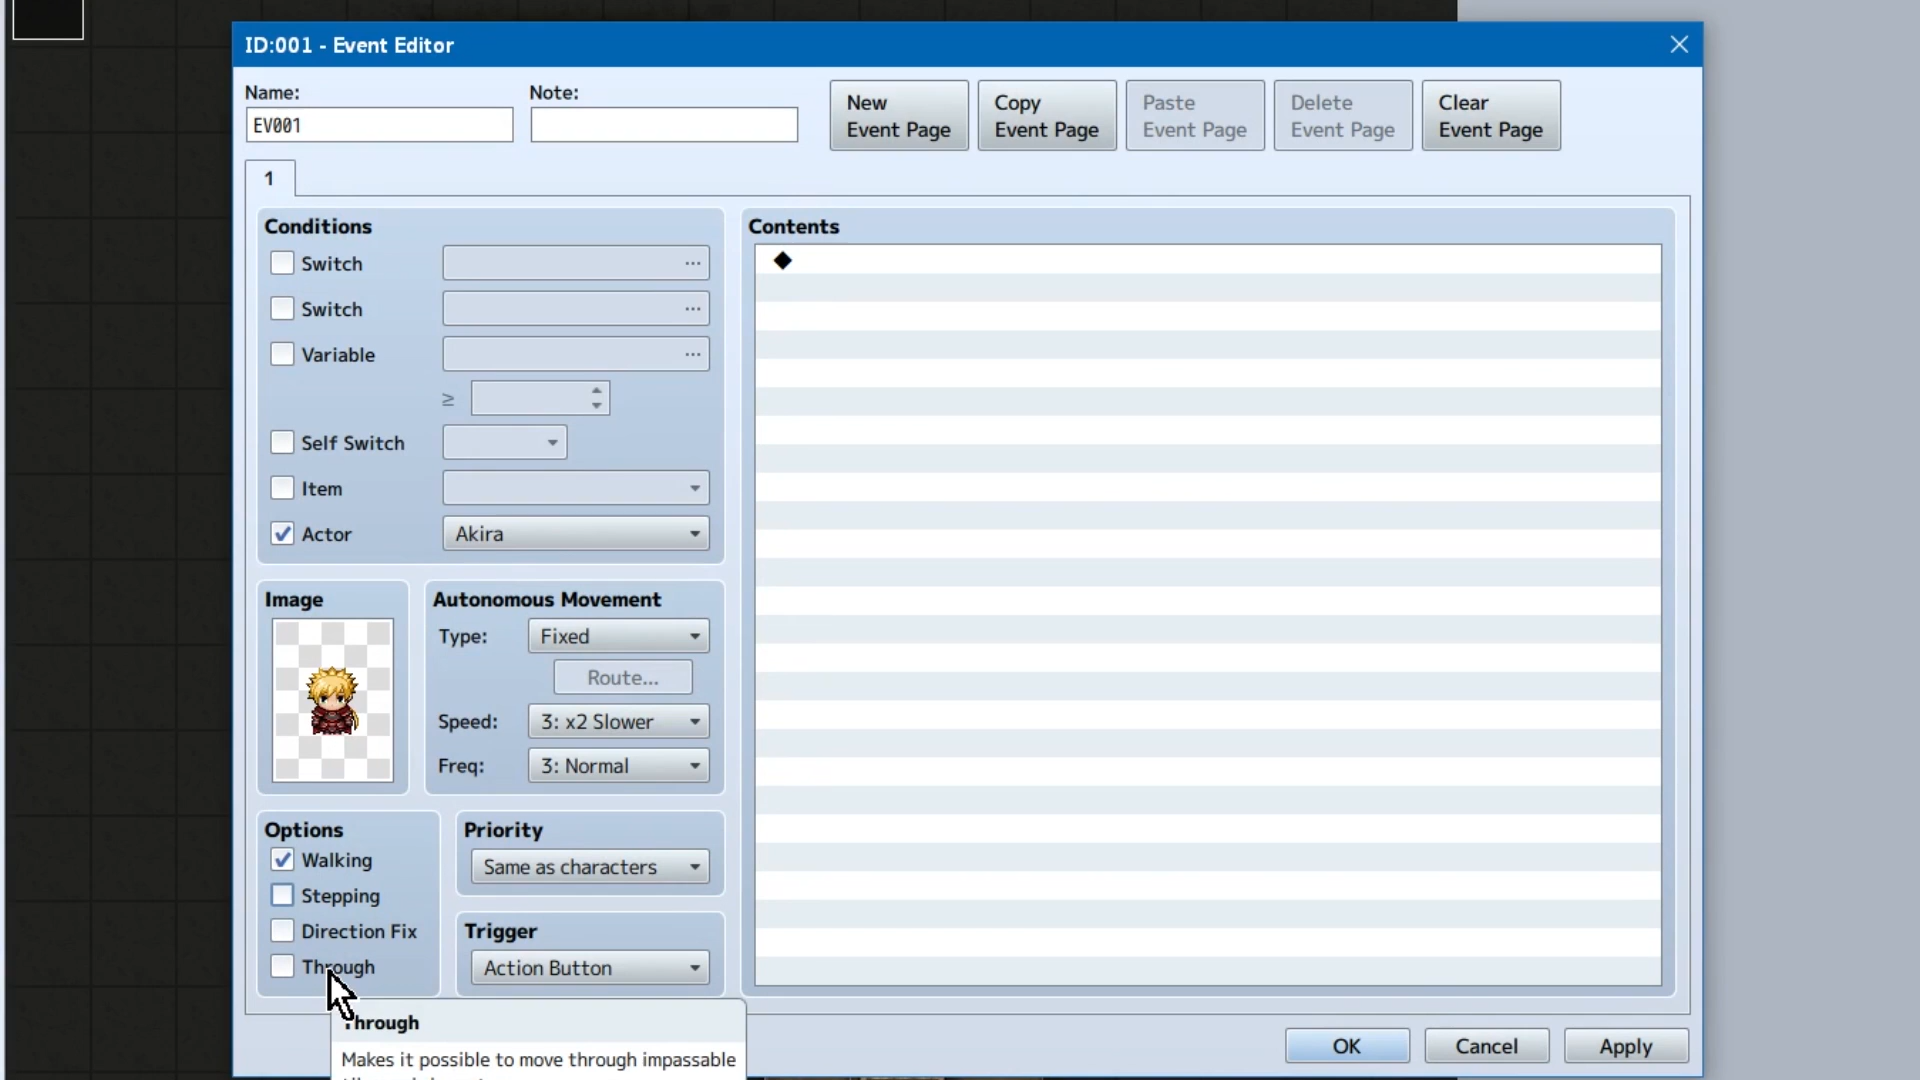 ID:001 - Event Editor
Name:
Note:
EV001
New
Event Page
Copy
Event Page
Paste
Event Page
Delete
Event Page
Clear
Event Page
1
Conditions
Switch
...
Switch
...
Variable
...
≥
Self Switch
Item
Actor
Akira
Image
Autonomous Movement
Type:
Fixed
Route...
Speed:
3: x2 Slower
Freq:
3: Normal
Options
Walking
Stepping
Direction Fix
Through
Priority
Same as characters
Trigger
Action Button
Contents
Through
Makes it possible to move through impassable
OK
Cancel
Apply